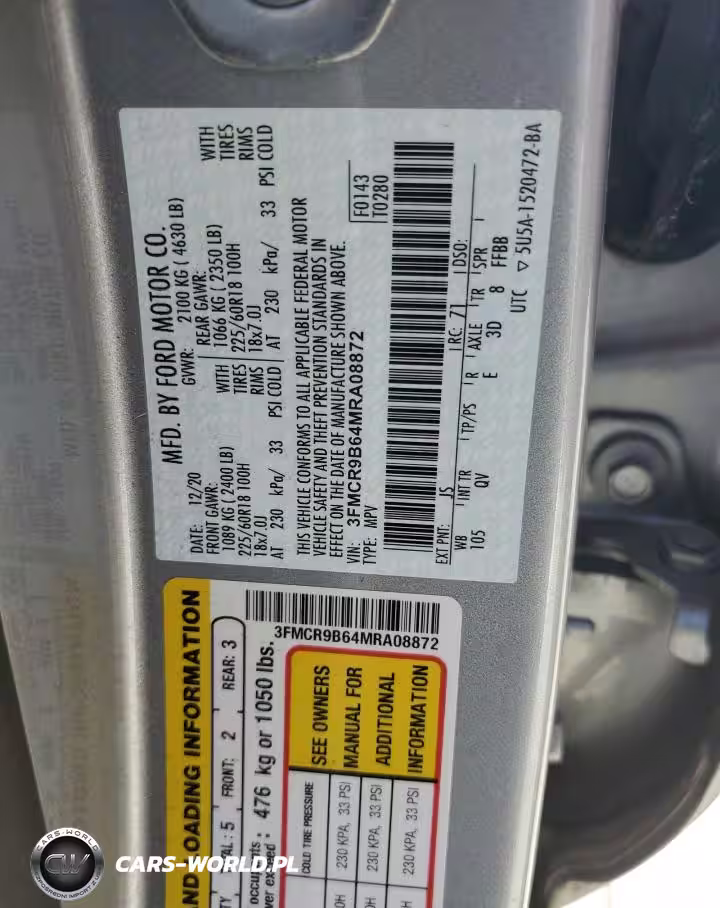 MFD. BY FORD MOTOR CO.
DATE: 12/20 GVWR: 2100 KG ( 4630 LB)
FRONT GAWR: REAR GAWR:
1089 KG ( 2400 LB) WITH 1066 KG ( 2350 LB) WITH
225/60R18 100H TIRES 225/60R18 100H TIRES
18x7.0J RIMS 18x7.0J RIMS
AT 230 kPa/ 33 PSI COLD AT 230 kPa/ 33 PSI COLD
THIS VEHICLE CONFORMS TO ALL APPLICABLE FEDERAL MOTOR
VEHICLE SAFETY AND THEFT PREVENTION STANDARDS IN
EFFECT ON THE DATE OF MANUFACTURE SHOWN ABOVE.
VIN: 3FMCR9B64MRA08872 F0143
TYPE: MPV T0280
EXT PNT: JS RC: 71 DSO:
WB INT TR TP/PS R AXLE TR SPR
105 QV E 3D 8 FFBB
UTC ▽ 5U5A-1520472-BA
LOADING INFORMATION
: 5 FRONT: 2 REAR: 3
476 kg or 1050 lbs.
3FMCR9B64MRA08872
COLD TIRE PRESSURE
230 KPA, 33 PSI
230 KPA, 33 PSI
230 KPA, 33 PSI
SEE OWNERS
MANUAL FOR
ADDITIONAL
INFORMATION
CARS-WORLD
CW
CARS-WORLD.PL